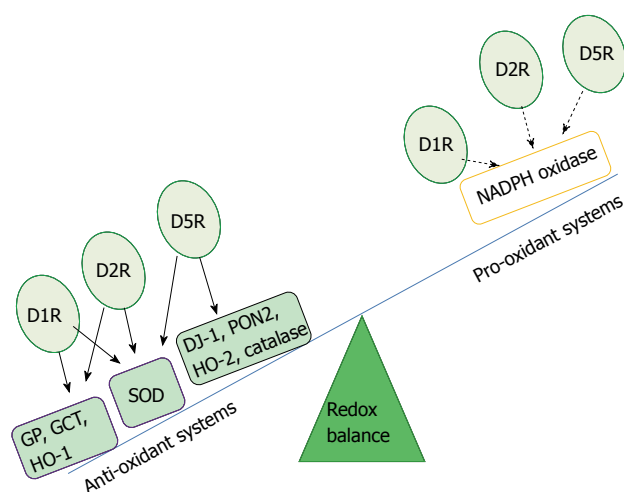 D2R
D5R
D1R
NADPH oxidase
Pro-oxidant systems
D5R
D2R
D1R
DJ-1, PON2,
HO-2, catalase
SOD
GP, GCT,
HO-1
Anti-oxidant systems
Redox
balance